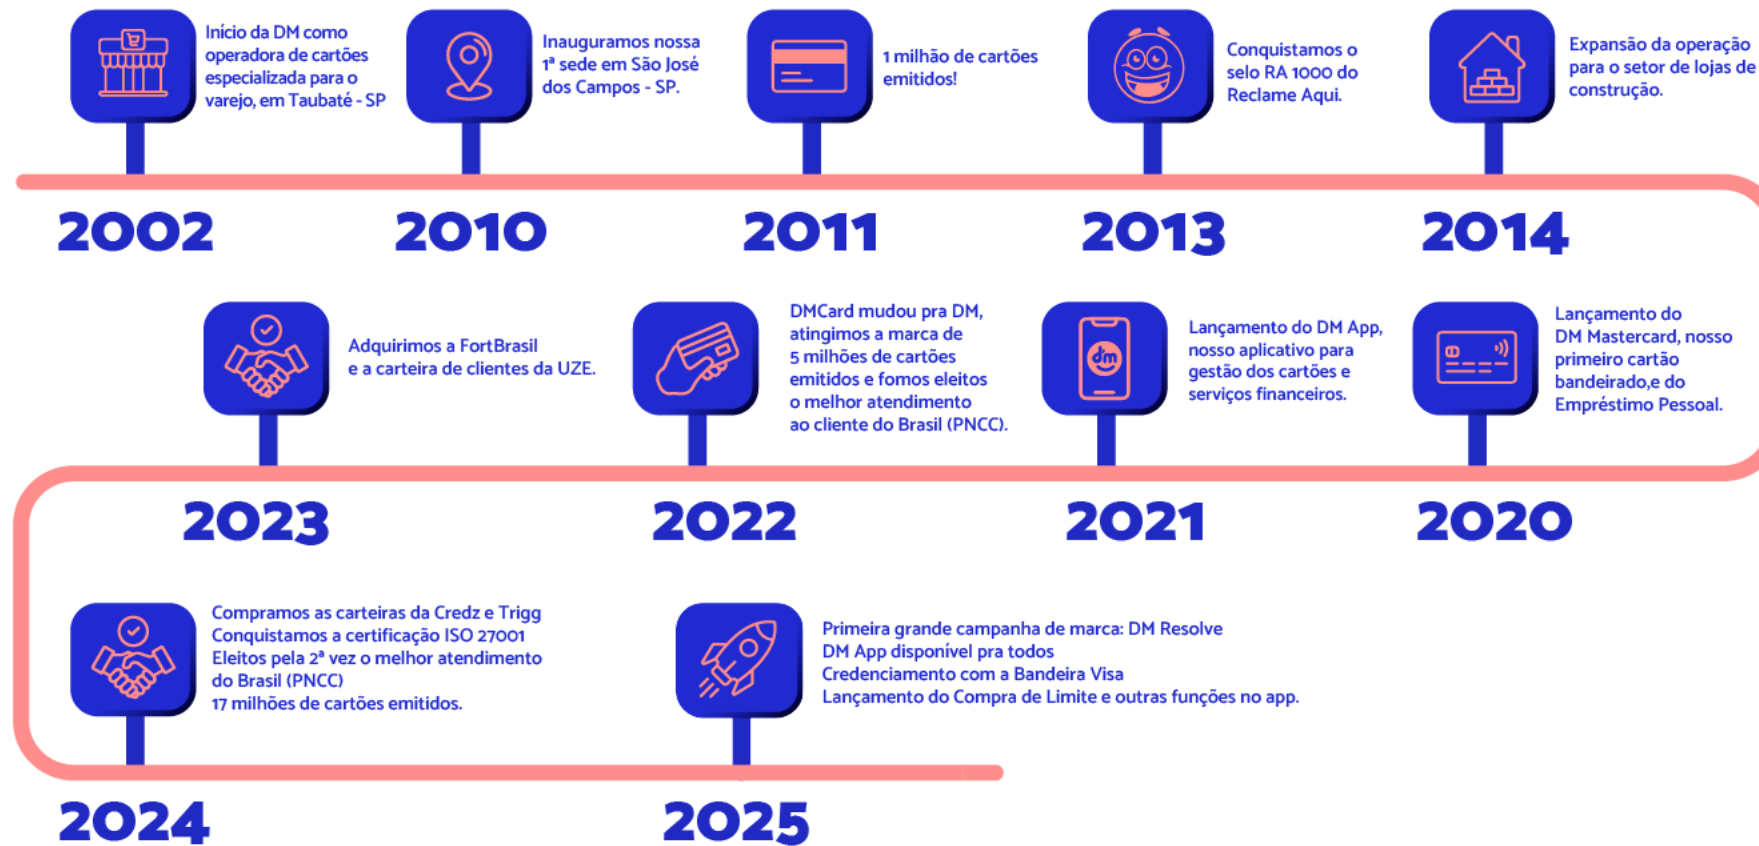 Início da DM como
operadora de cartões
especializada para o
varejo, em Taubaté - SP
2002
Inauguramos nossa
1ª sede em São José
dos Campos - SP.
2010
1 milhão de cartões
emitidos!
2011
Conquistamos o
selo RA 1000 do
Reclame Aqui.
2013
Expansão da operação
para o setor de lojas de
construção.
2014
Lançamento do
DM Mastercard, nosso
primeiro cartão
bandeirado,e do
Empréstimo Pessoal.
2020
dm
Lançamento do DM App,
nosso aplicativo para
gestão dos cartões e
serviços financeiros.
2021
DMCard mudou pra DM,
atingimos a marca de
5 milhões de cartões
emitidos e fomos eleitos
o melhor atendimento
ao cliente do Brasil (PNCC).
2022
Adquirimos a FortBrasil
e a carteira de clientes da UZE.
2023
Compramos as carteiras da Credz e Trigg
Conquistamos a certificação ISO 27001
Eleitos pela 2ª vez o melhor atendimento
do Brasil (PNCC)
17 milhões de cartões emitidos.
2024
Primeira grande campanha de marca: DM Resolve
DM App disponível pra todos
Credenciamento com a Bandeira Visa
Lançamento do Compra de Limite e outras funções no app.
2025